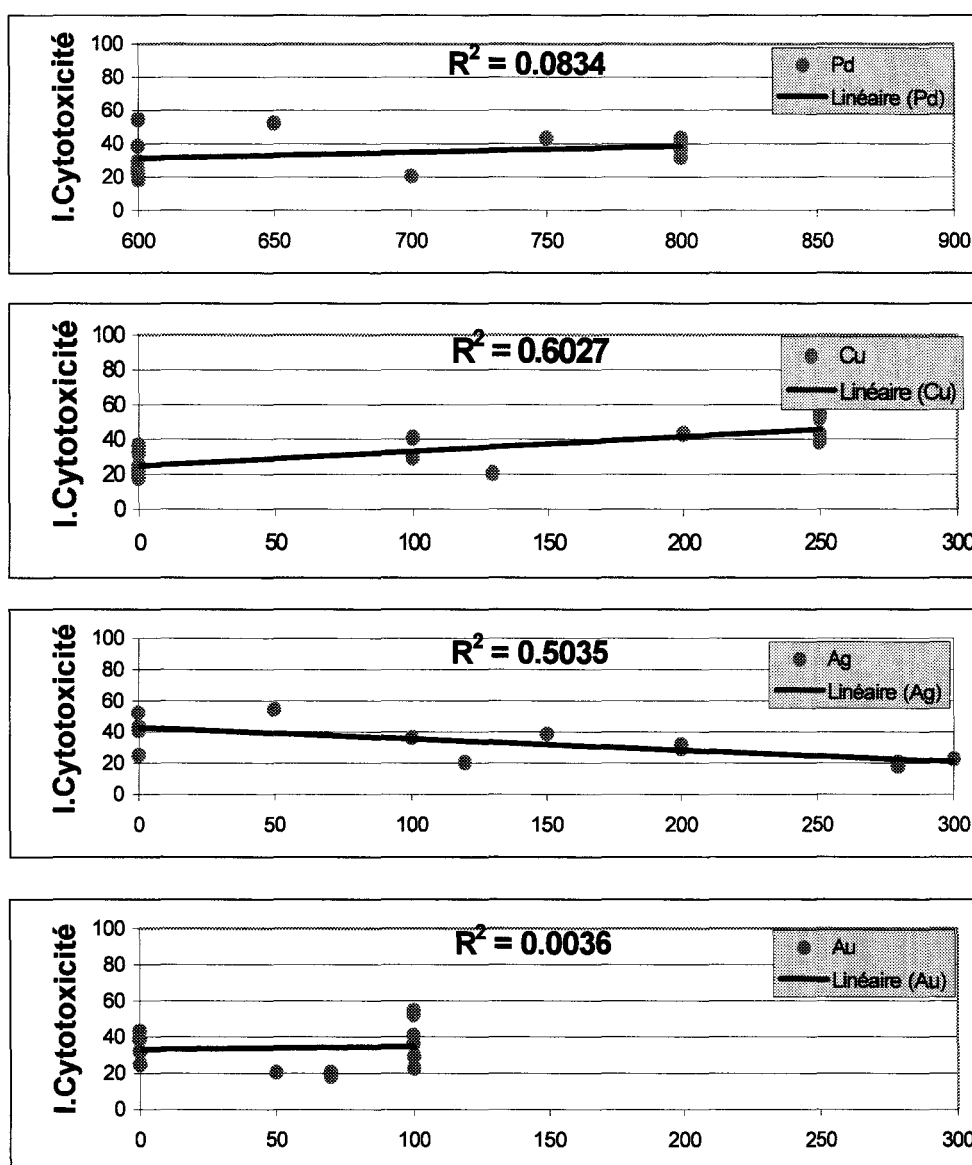 I.Cytotoxicité
R² = 0.0834
Pd
Linéaire (Pd)
100
80
60
40
20
0
600 650 700 750 800 850 900
I.Cytotoxicité
R² = 0.6027
Cu
Linéaire (Cu)
100
80
60
40
20
0
0 50 100 150 200 250 300
I.Cytotoxicité
R² = 0.5035
Ag
Linéaire (Ag)
100
80
60
40
20
0
0 50 100 150 200 250 300
I.Cytotoxicité
R² = 0.0036
Au
Linéaire (Au)
100
80
60
40
20
0
0 50 100 150 200 250 300